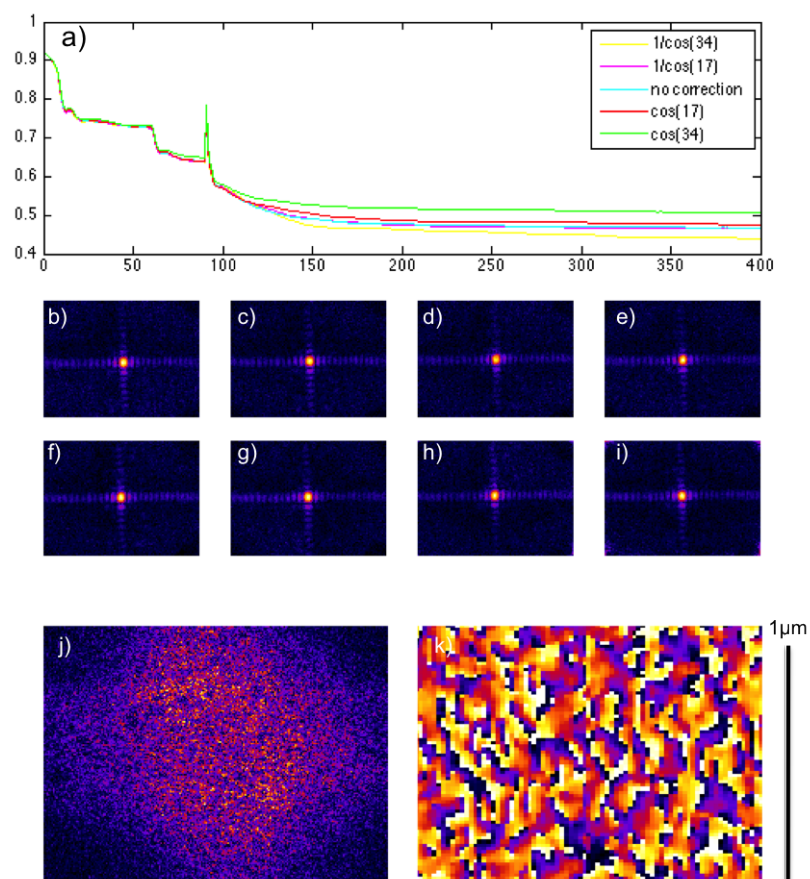 1
0.9
0.8
0.7
0.6
0.5
0.4
a)
1/cos(34)
1/cos(17)
no correction
cos(17)
cos(34)
0 50 100 150 200 250 300 350 400
b) c) d) e)
f) g) h) i)
j) k) 1µm